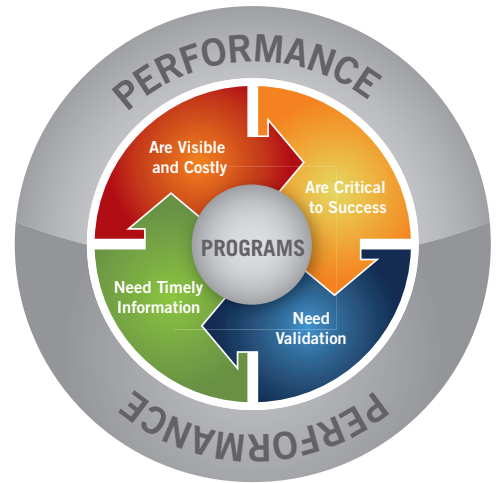 PERFORMANCE
Are Visible
and Costly
Are Critical
to Success
PROGRAMS
Need Timely
Information
Need
Validation
PERFORMANCE